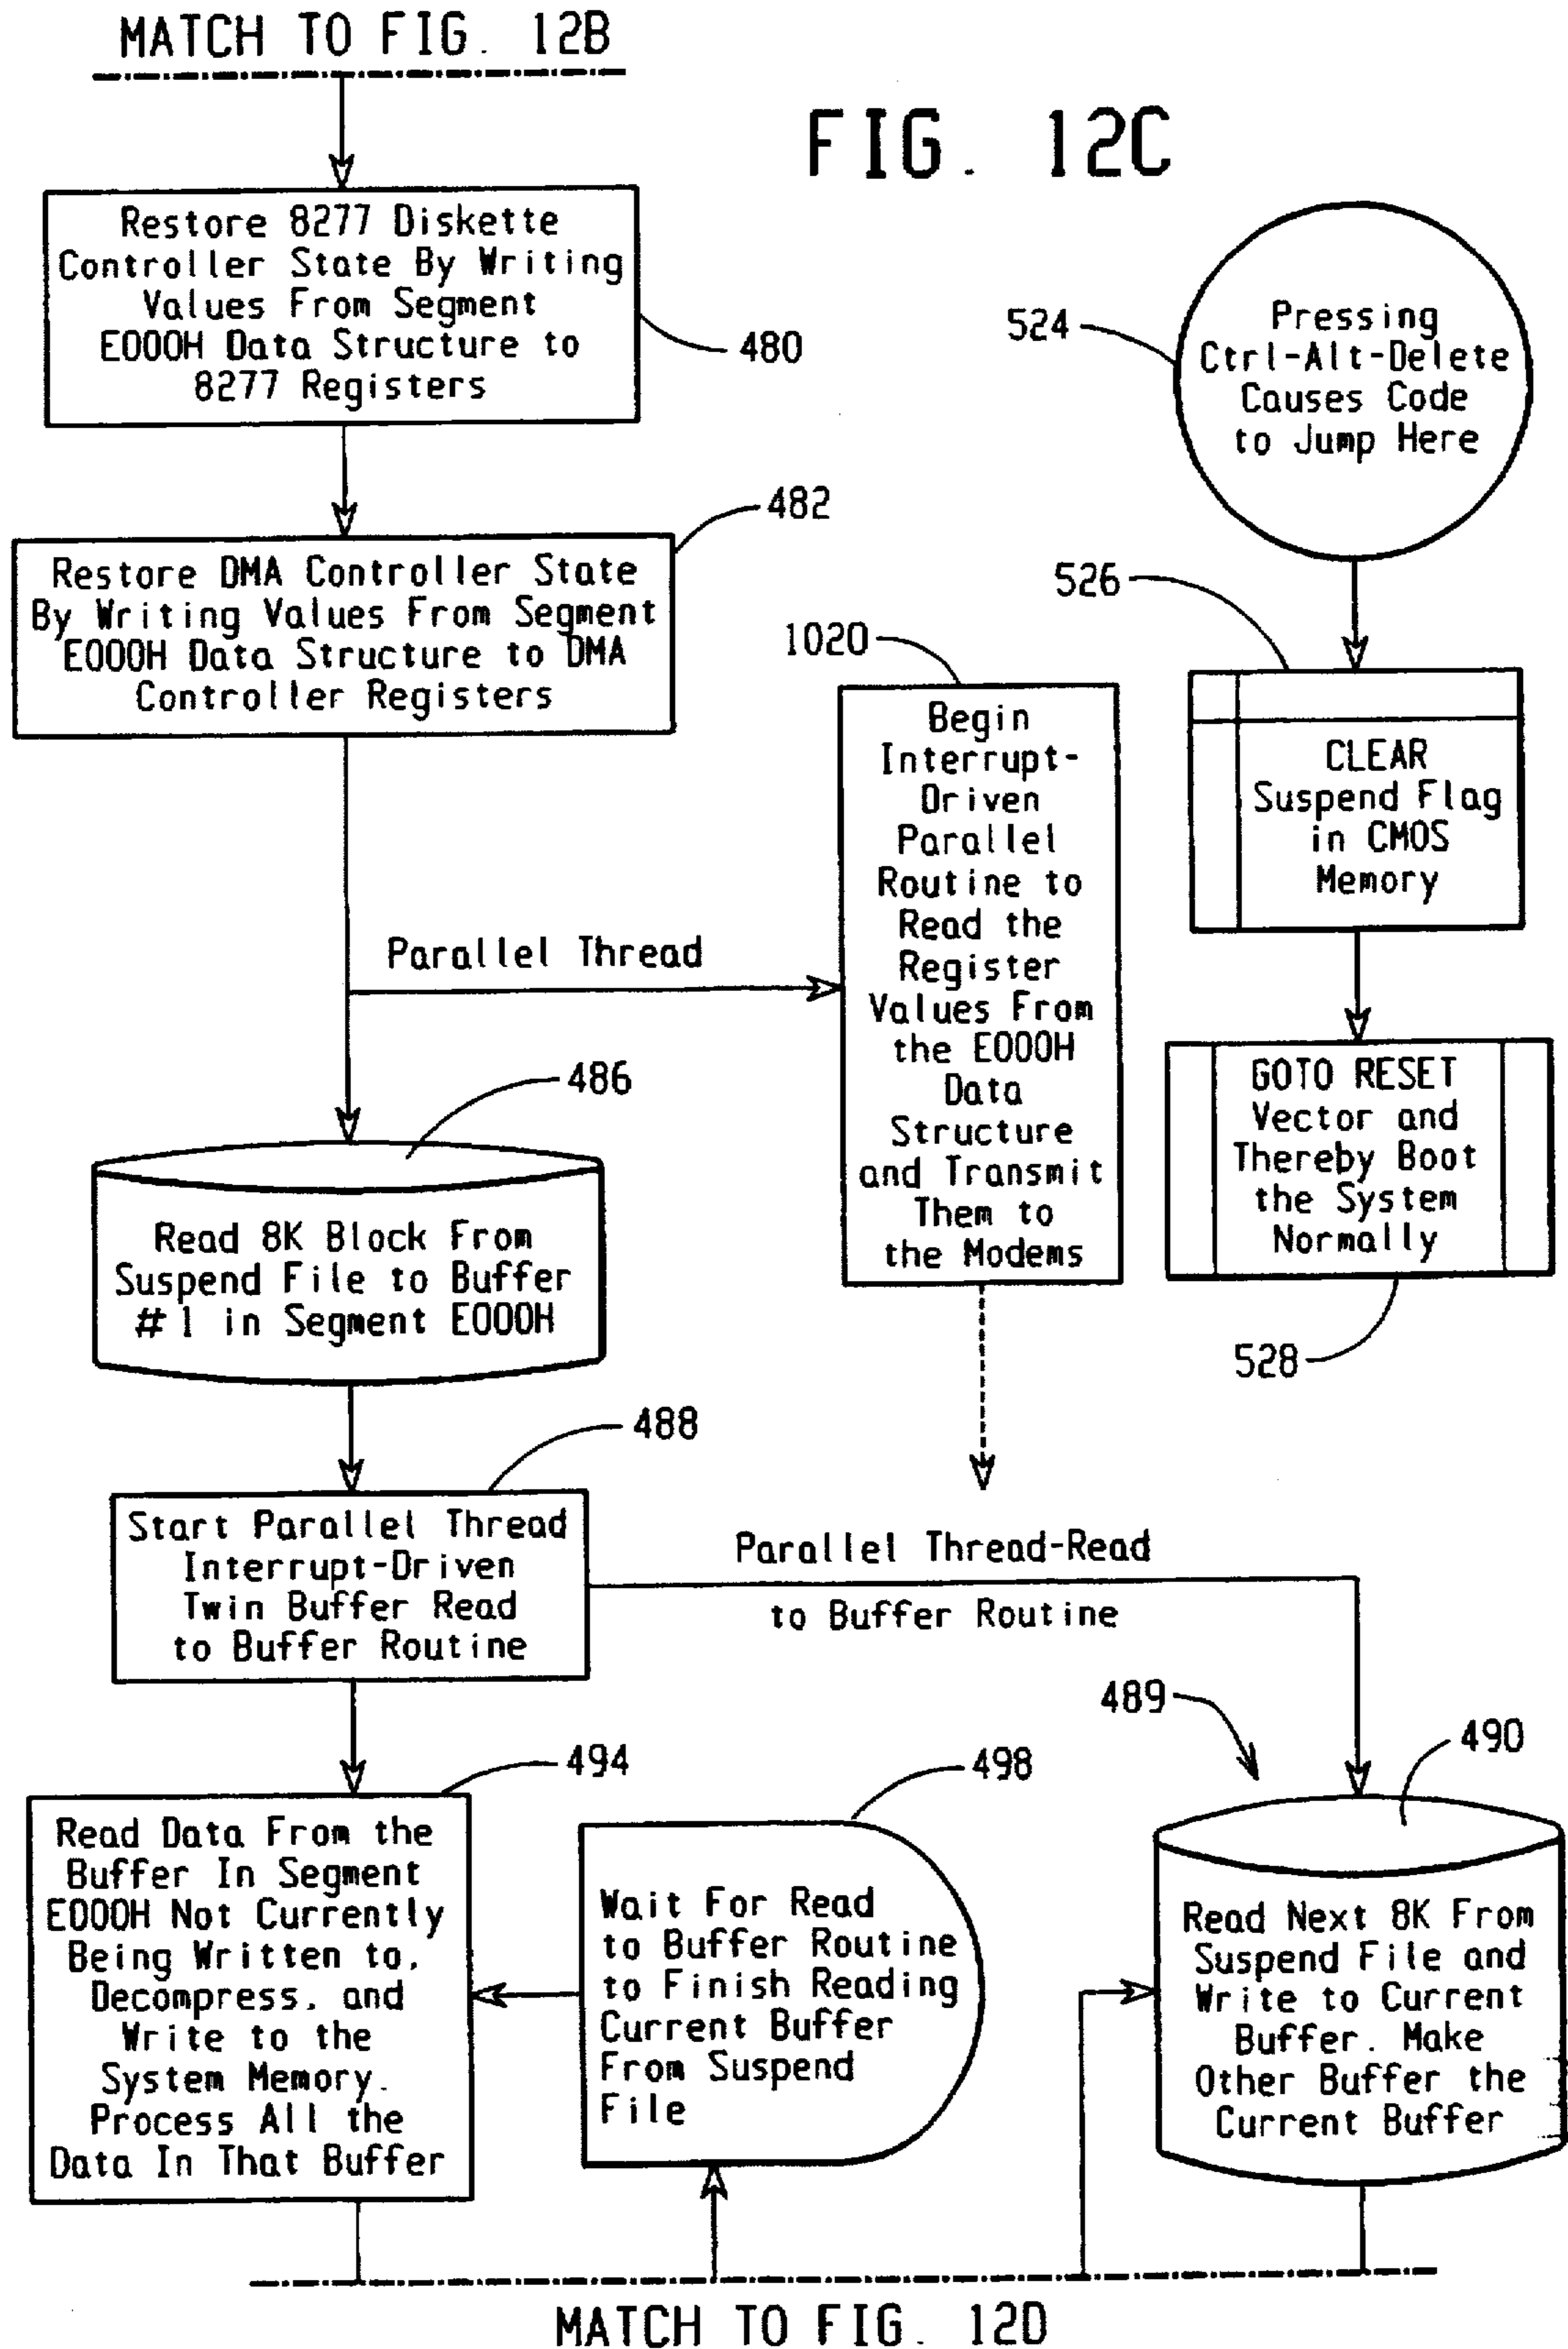 MATCH TO FIG. 12B
FIG. 12C
Restore 8277 Diskette
Controller State By Writing
Values From Segment
E000H Data Structure to
8277 Registers
480
482
Restore DMA Controller State
By Writing Values From Segment
E000H Data Structure to DMA
Controller Registers
Parallel Thread
1020
Begin
Interrupt-
Driven
Parallel
Routine to
Read the
Register
Values From
the E000H
Data
Structure
and Transmit
Them to
the Modems
524
Pressing
Ctrl-Alt-Delete
Causes Code
to Jump Here
526
CLEAR
Suspend Flag
in CMOS
Memory
GOTO RESET
Vector and
Thereby Boot
the System
Normally
528
486
Read 8K Block From
Suspend File to Buffer
#1 in Segment E000H
488
Start Parallel Thread
Interrupt-Driven
Twin Buffer Read
to Buffer Routine
Parallel Thread-Read
to Buffer Routine
489
490
494
Read Data From the
Buffer In Segment
E000H Not Currently
Being Written to,
Decompress, and
Write to the
System Memory.
Process All the
Data In That Buffer
498
Wait For Read
to Buffer Routine
to Finish Reading
Current Buffer
From Suspend
File
Read Next 8K From
Suspend File and
Write to Current
Buffer. Make
Other Buffer the
Current Buffer
MATCH TO FIG. 12D